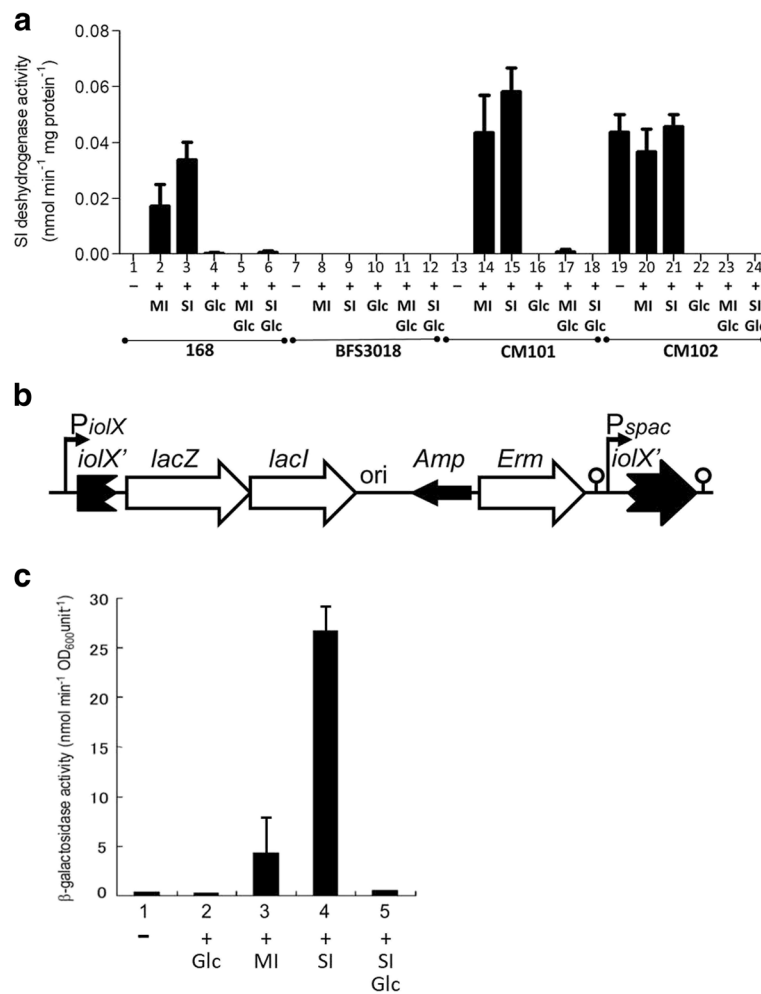 a
SI deshydrogenase activity
(nmol min⁻¹ mg protein⁻¹)
0.08
0.06
0.04
0.02
0.00
1 2 3 4 5 6 7 8 9 10 11 12 13 14 15 16 17 18 19 20 21 22 23 24
− + + + + + − + + + + + − + + + + + − + + + + +
MI SI Glc MI SI MI SI Glc MI SI MI SI Glc MI SI MI SI Glc MI SI
Glc Glc Glc Glc Glc Glc Glc Glc
168 BFS3018 CM101 CM102
b
PiolX Pspac
iolX' lacZ lacI ori Amp Erm iolX'
c
β-galactosidase activity (nmol min⁻¹ OD₆₀₀unit⁻¹)
30
25
20
15
10
5
0
1 2 3 4 5
− + + + +
Glc MI SI SI
Glc